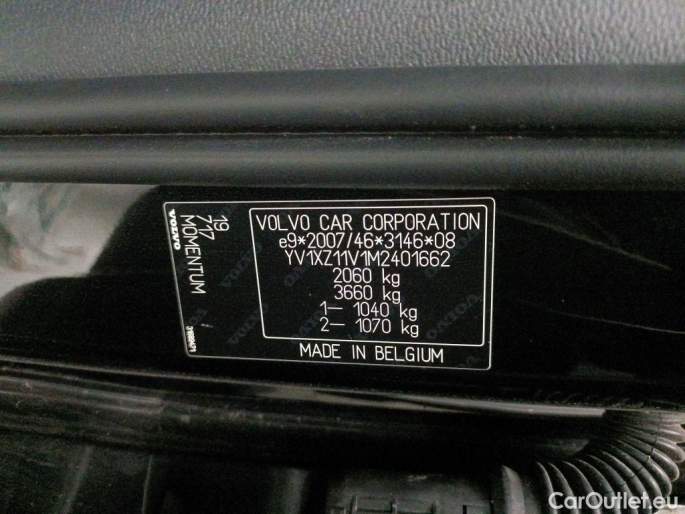 VOLVO CAR CORPORATION
e9*2007/46*3146*08
YV1XZ11V1M2401662
2060 kg
3660 kg
1– 1040 kg
2– 1070 kg
MADE IN BELGIUM
19
717
MOMENTUM
VOLVO
CarOutlet.eu